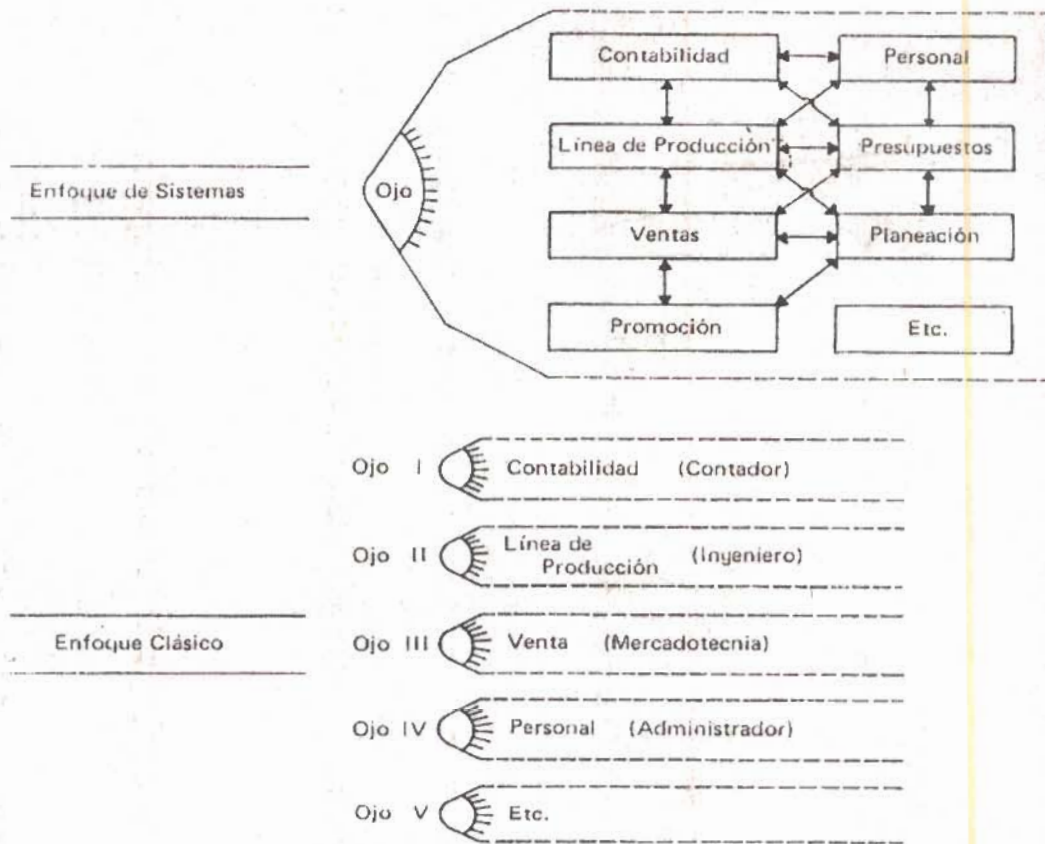 Contabilidad
Personal
Línea de Producción
Presupuestos
Enfoque de Sistemas
Ojo
Ventas
Planeación
Promoción
Etc.
Ojo I
Contabilidad (Contador)
Ojo II
Línea de
Producción (Ingeniero)
Enfoque Clásico
Ojo III
Venta (Mercadotecnia)
Ojo IV
Personal (Administrador)
Ojo V
Etc.